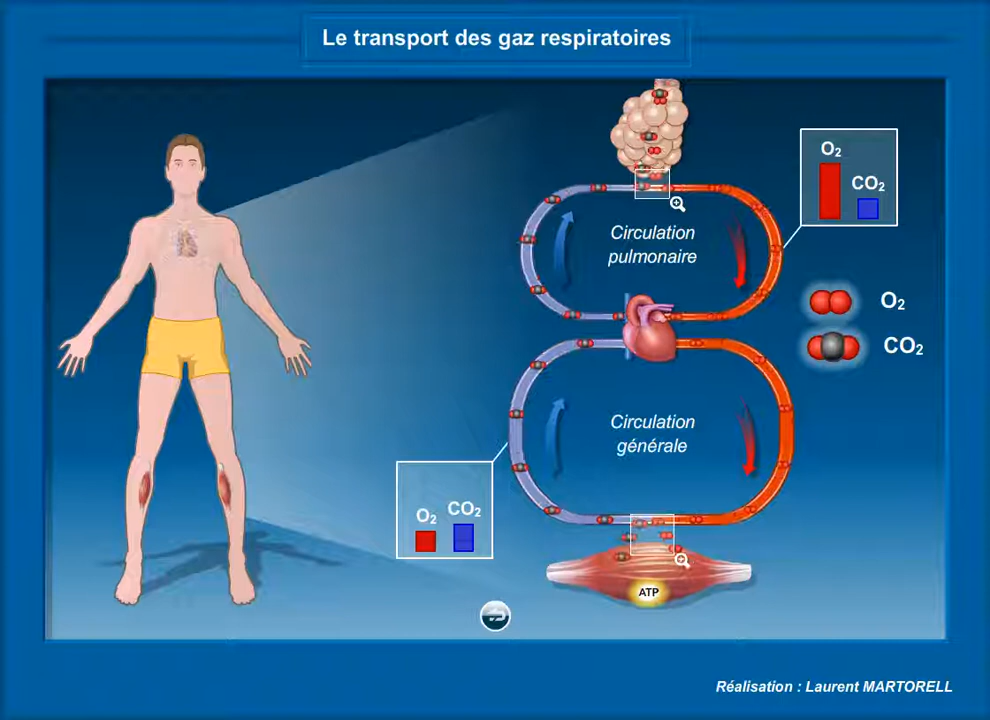 Le transport des gaz respiratoires
O₂
CO₂
Circulation
pulmonaire
O₂
CO₂
Circulation
générale
O₂
CO₂
ATP
Réalisation : Laurent MARTORELL